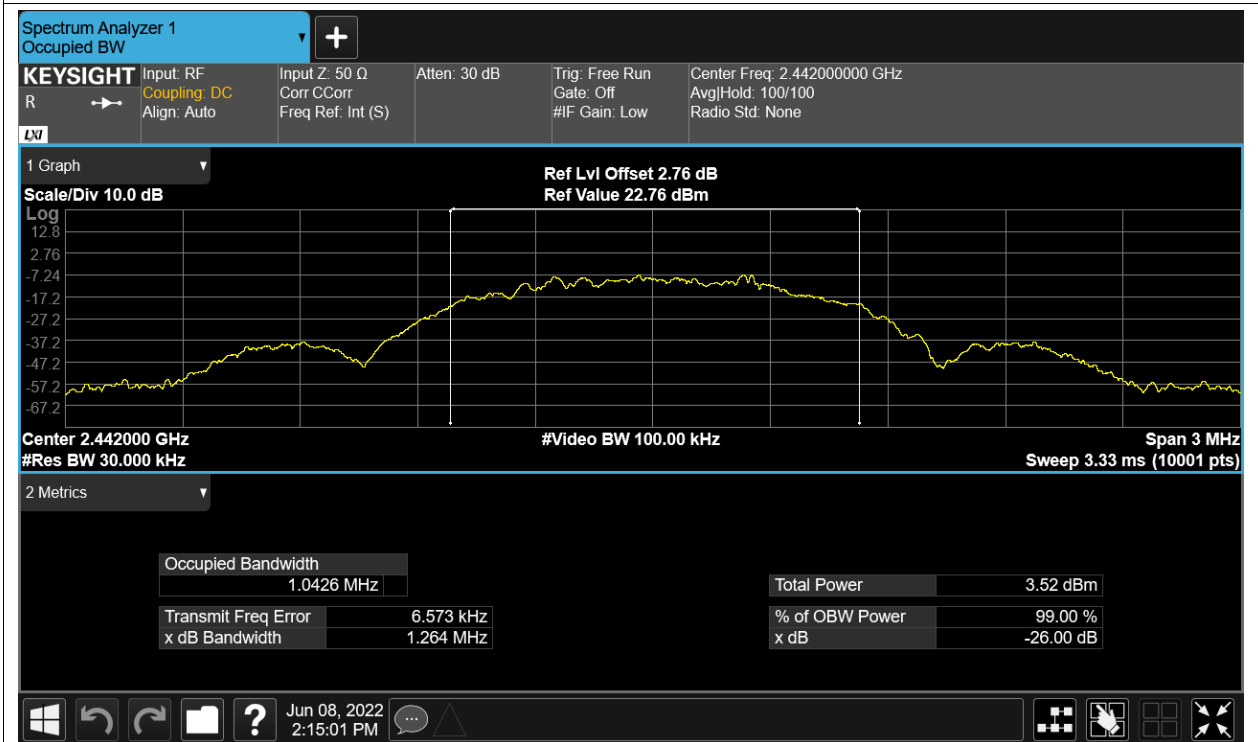 Spectrum Analyzer 1
Occupied BW
KEYSIGHT Input: RF Input Z: 50 Ω Atten: 30 dB Trig: Free Run Center Freq: 2.442000000 GHz
R Coupling: DC Corr CCorr Gate: Off Avg|Hold: 100/100
Align: Auto Freq Ref: Int (S) #IF Gain: Low Radio Std: None
LXI
1 Graph Ref Lvl Offset 2.76 dB
Scale/Div 10.0 dB Ref Value 22.76 dBm
Log
12.8
2.76
-7.24
-17.2
-27.2
-37.2
-47.2
-57.2
-67.2
Center 2.442000 GHz #Video BW 100.00 kHz Span 3 MHz
#Res BW 30.000 kHz Sweep 3.33 ms (10001 pts)
2 Metrics
Occupied Bandwidth
1.0426 MHz Total Power 3.52 dBm
Transmit Freq Error 6.573 kHz % of OBW Power 99.00 %
x dB Bandwidth 1.264 MHz x dB -26.00 dB
? Jun 08, 2022
2:15:01 PM